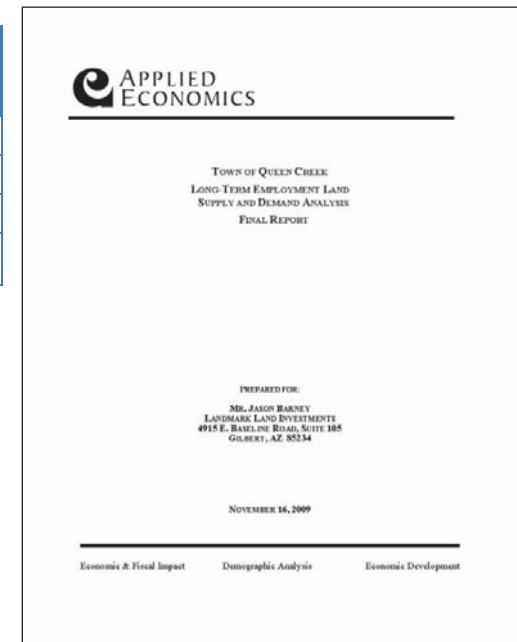 APPLIED
ECONOMICS
TOWN OF QUEEN CREEK
LONG-TERM EMPLOYMENT LAND
SUPPLY AND DEMAND ANALYSIS
FINAL REPORT
PREPARED FOR:
MR. JASON BARNEY
LANDMARK LAND INVESTMENTS
4915 E. BASELINE ROAD, SUITE 105
GILBERT, AZ 85234
NOVEMBER 16, 2009
Economic & Fiscal Impact Demographic Analysis Economic Development